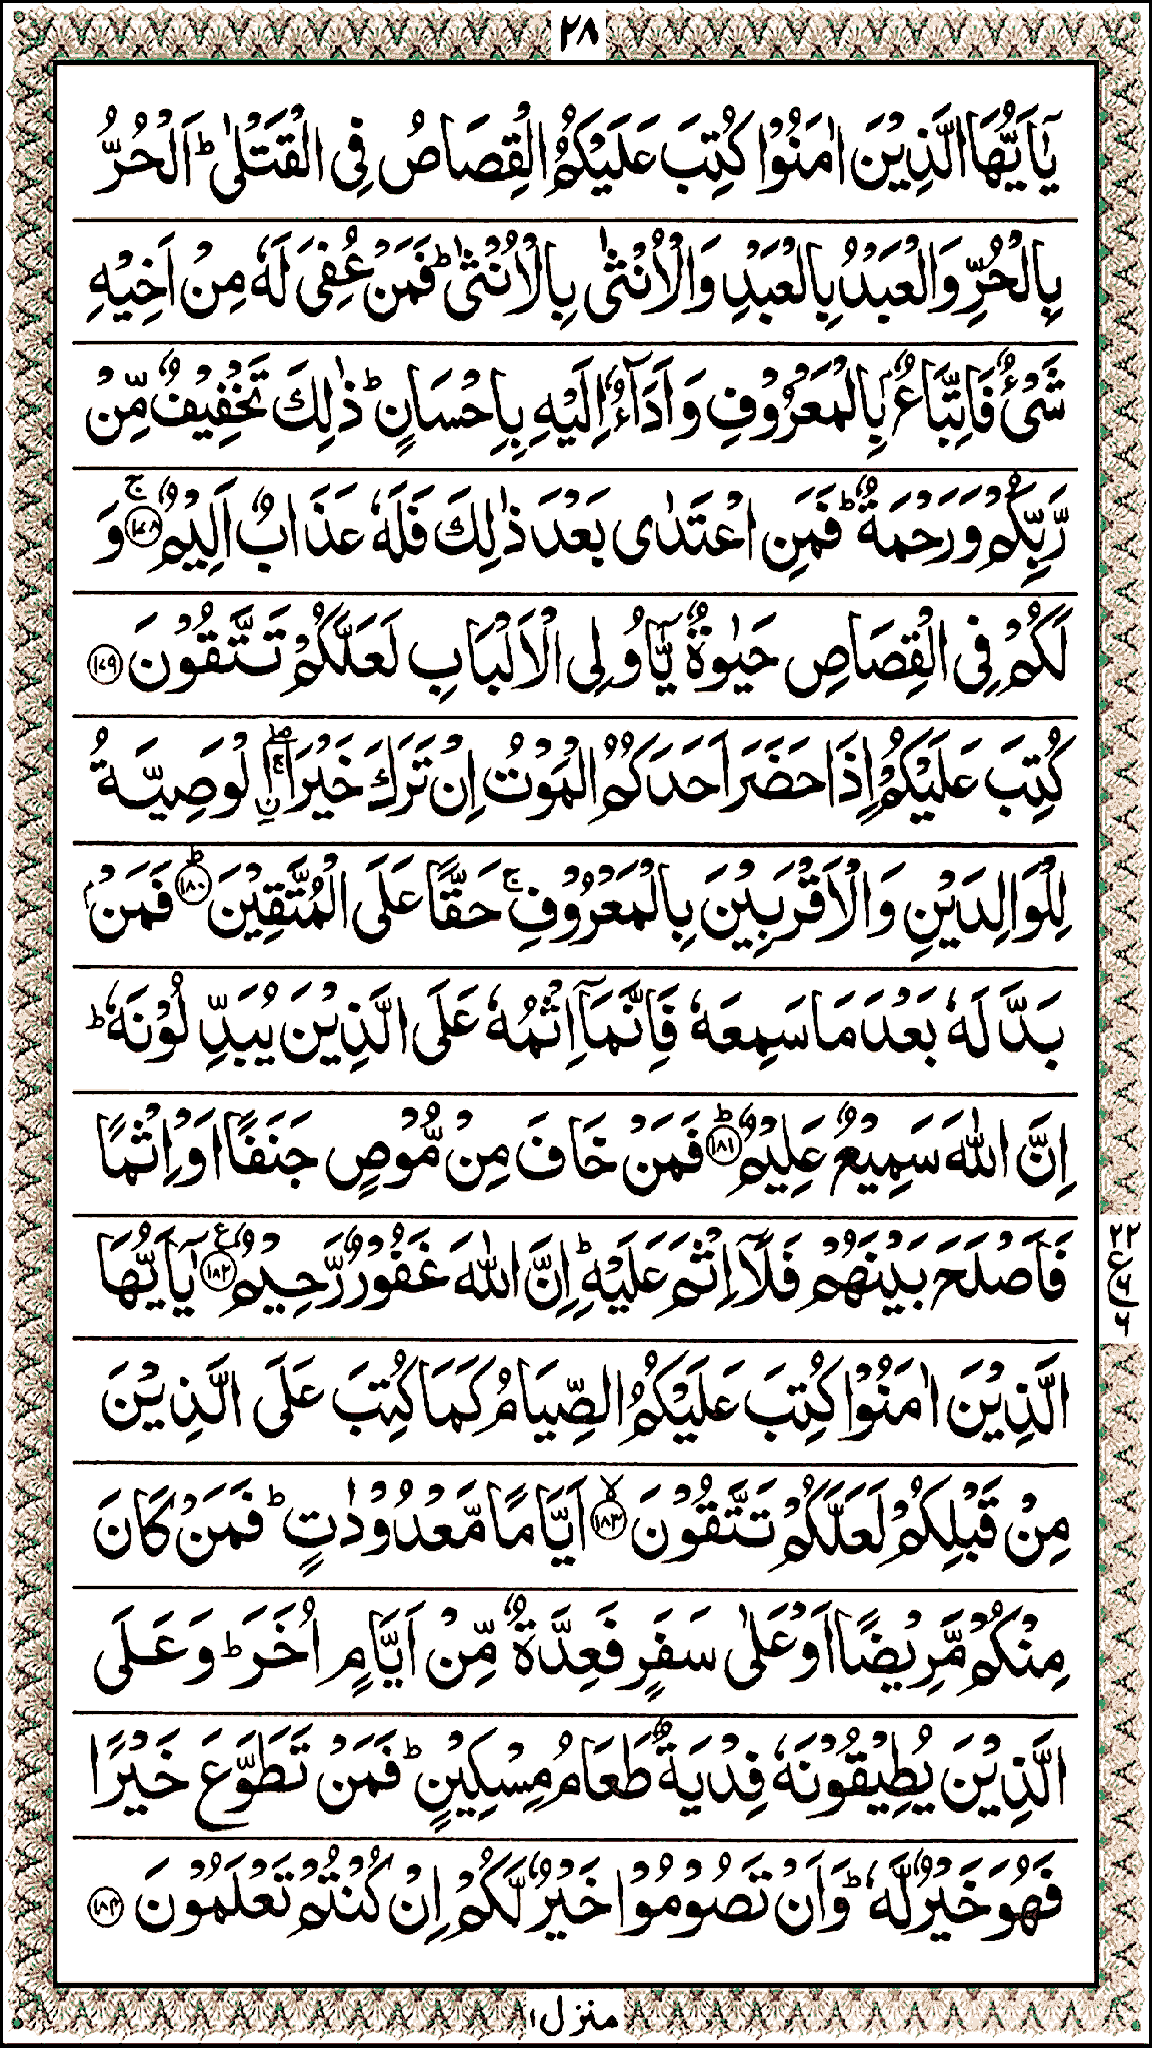 ۲۸
يٰۤاَيُّهَا الَّذِيْنَ اٰمَنُوْا كُتِبَ عَلَيْكُمُ الْقِصَاصُ فِى الْقَتْلٰى ؕ اَلْحُرُّ
بِالْحُرِّ وَالْعَبْدُ بِالْعَبْدِ وَالْاُنْثٰى بِالْاُنْثٰى ؕ فَمَنْ عُفِىَ لَهٗ مِنْ اَخِيْهِ
شَىْءٌ فَاتِّبَاعٌۢ بِالْمَعْرُوْفِ وَاَدَآءٌ اِلَيْهِ بِاِحْسَانٍ ؕ ذٰلِكَ تَخْفِيْفٌ مِّنْ
رَّبِّكُمْ وَرَحْمَةٌ ؕ فَمَنِ اعْتَدٰى بَعْدَ ذٰلِكَ فَلَهٗ عَذَابٌ اَلِيْمٌ ۚ‏﴿۱۷۸﴾ وَ
لَكُمْ فِى الْقِصَاصِ حَيٰوةٌ يّٰۤاُولِى الْاَلْبَابِ لَعَلَّكُمْ تَتَّقُوْنَ ﴿۱۷۹﴾
كُتِبَ عَلَيْكُمْ اِذَا حَضَرَ اَحَدَكُمُ الْمَوْتُ اِنْ تَرَكَ خَيْرَا ۖۚ اۨلْوَصِيَّةُ
لِلْوَالِدَيْنِ وَالْاَقْرَبِيْنَ بِالْمَعْرُوْفِ ۚ حَقًّا عَلَى الْمُتَّقِيْنَ ؕ﴿۱۸۰﴾ فَمَنْۢ
بَدَّلَهٗ بَعْدَ مَا سَمِعَهٗ فَاِنَّمَاۤ اِثْمُهٗ عَلَى الَّذِيْنَ يُبَدِّلُوْنَهٗ ؕ
اِنَّ اللّٰهَ سَمِيْعٌ عَلِيْمٌ ؕ﴿۱۸۱﴾ فَمَنْ خَافَ مِنْ مُّوْصٍ جَنَفًا اَوْ اِثْمًا
فَاَصْلَحَ بَيْنَهُمْ فَلَاۤ اِثْمَ عَلَيْهِ ؕ اِنَّ اللّٰهَ غَفُوْرٌ رَّحِيْمٌ ﴿۱۸۲﴾ ع يٰۤاَيُّهَا
الَّذِيْنَ اٰمَنُوْا كُتِبَ عَلَيْكُمُ الصِّيَامُ كَمَا كُتِبَ عَلَى الَّذِيْنَ
مِنْ قَبْلِكُمْ لَعَلَّكُمْ تَتَّقُوْنَ ۙ﴿۱۸۳﴾ اَيَّامًا مَّعْدُوْدٰتٍ ؕ فَمَنْ كَانَ
مِنْكُمْ مَّرِيْضًا اَوْ عَلٰى سَفَرٍ فَعِدَّةٌ مِّنْ اَيَّامٍ اُخَرَ ؕ وَعَلَى
الَّذِيْنَ يُطِيْقُوْنَهٗ فِدْيَةٌ طَعَامُ مِسْكِيْنٍ ؕ فَمَنْ تَطَوَّعَ خَيْرًا
فَهُوَ خَيْرٌ لَّهٗ ؕ وَاَنْ تَصُوْمُوْا خَيْرٌ لَّكُمْ اِنْ كُنْتُمْ تَعْلَمُوْنَ ﴿۱۸۴﴾
۲۲
ع ۶
۶
منزل ۱